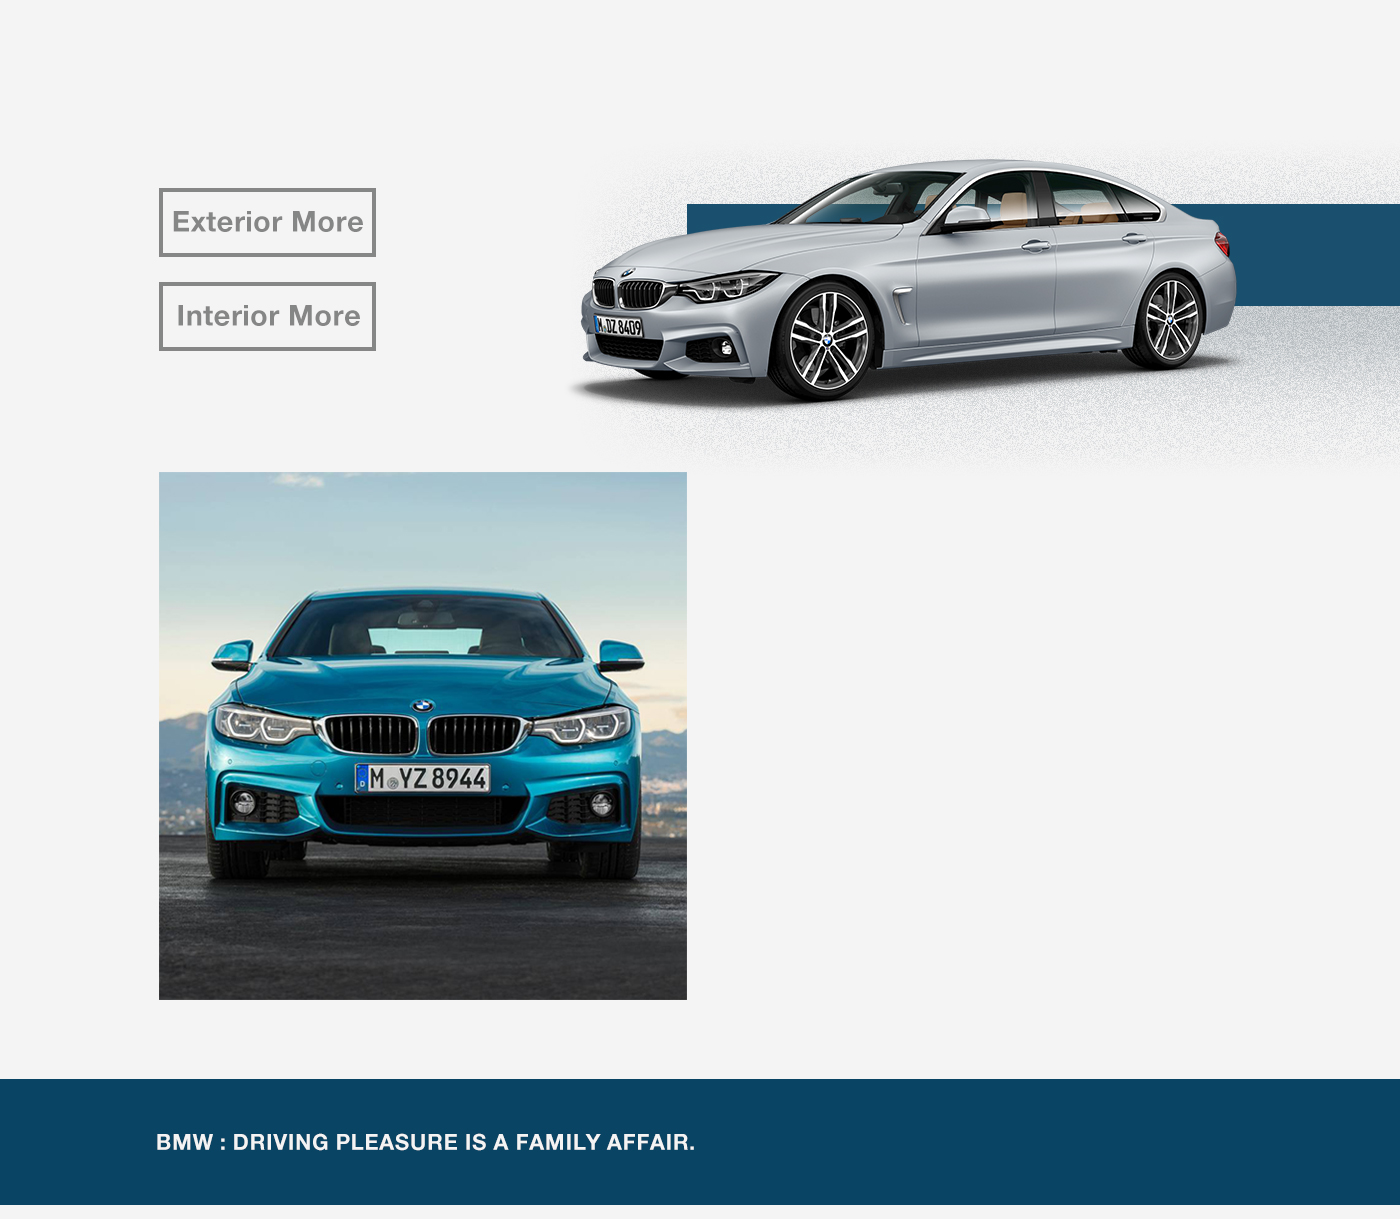 Exterior More
Interior More
M DZ 8409
D
M YZ 8944
BMW : DRIVING PLEASURE IS A FAMILY AFFAIR.